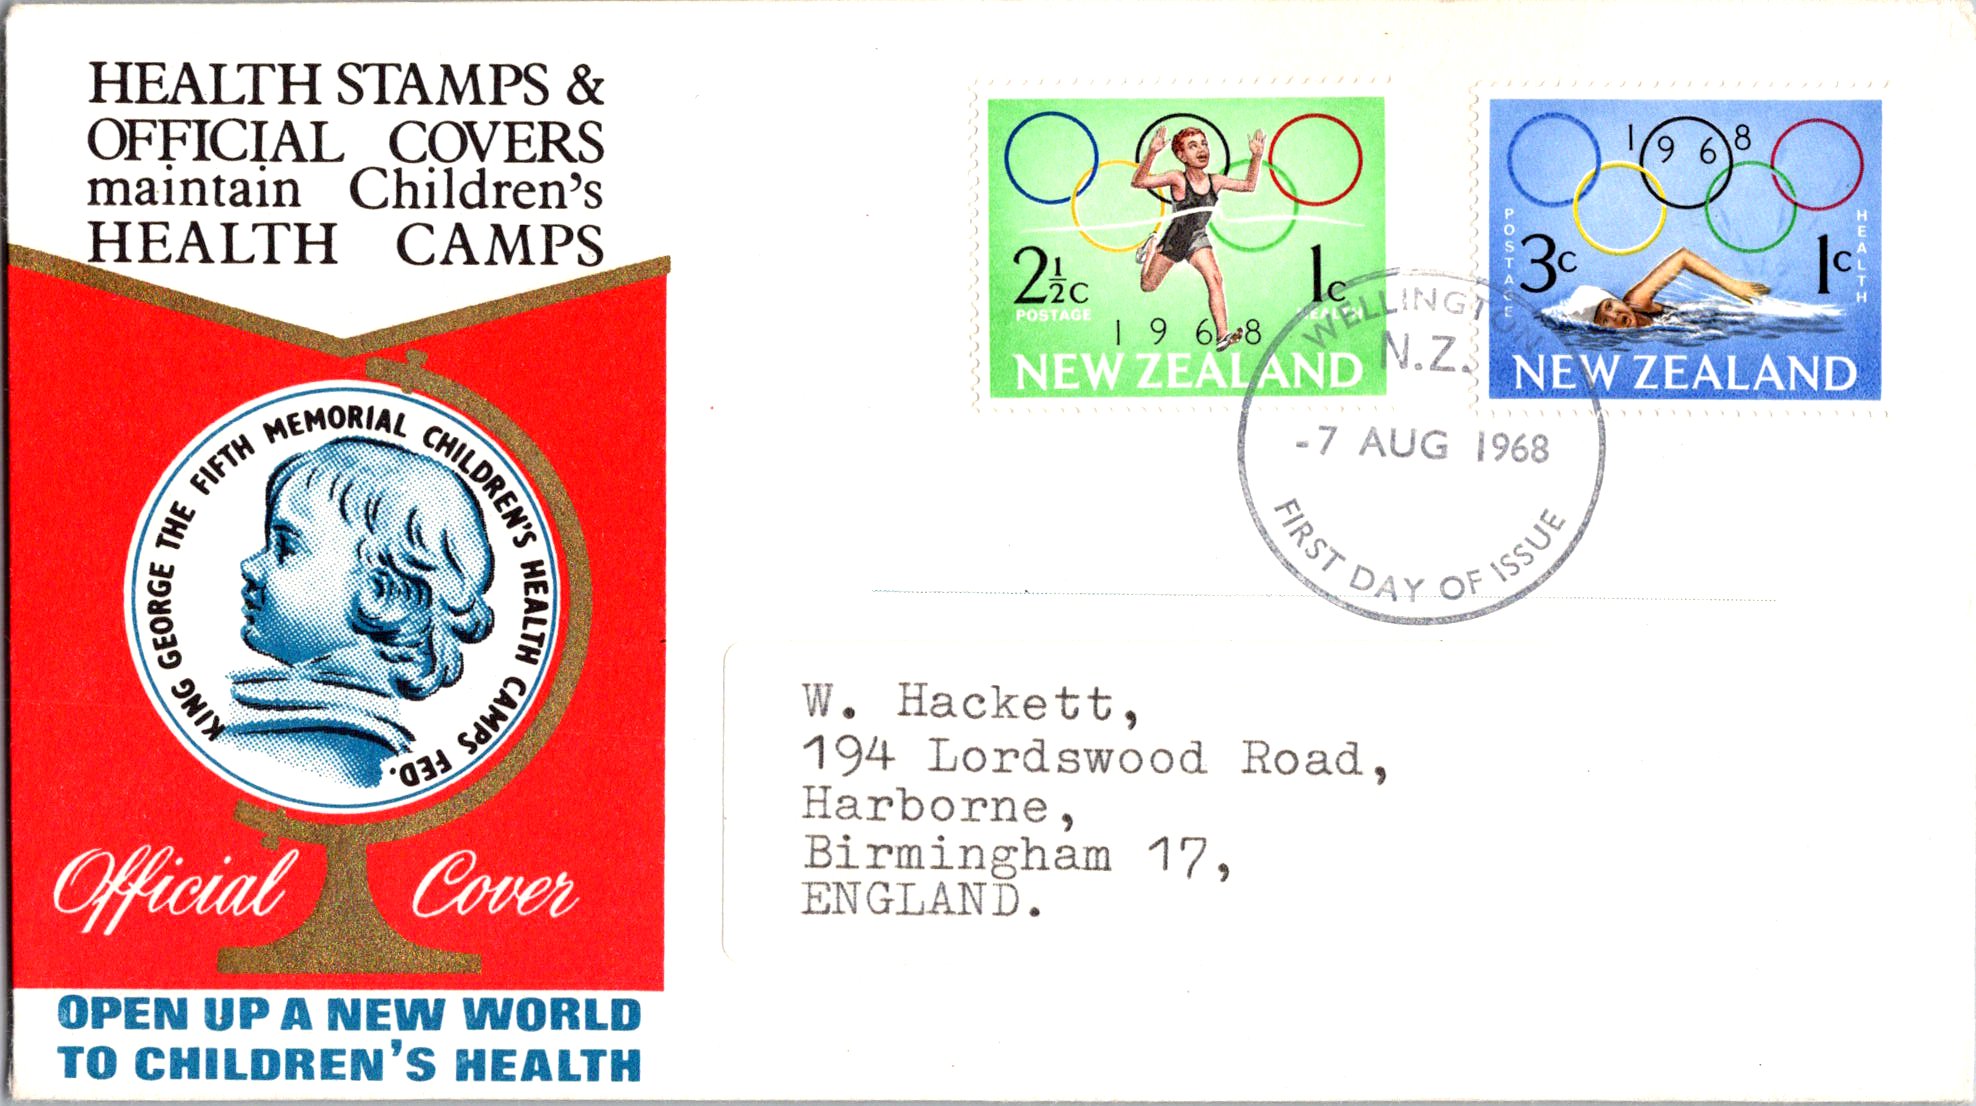 HEALTH STAMPS &
OFFICIAL COVERS
maintain Children's
HEALTH CAMPS
KING GEORGE THE FIFTH MEMORIAL CHILDREN'S HEALTH CAMPS FED.
Official Cover
OPEN UP A NEW WORLD
TO CHILDREN'S HEALTH
2½c
POSTAGE
1c
HEALTH
1968
NEW ZEALAND
1968
POSTAGE
3c
1c
HEALTH
NEW ZEALAND
WELLINGTON
N.Z.
-7 AUG 1968
FIRST DAY OF ISSUE
W. Hackett,
194 Lordswood Road,
Harborne,
Birmingham 17,
ENGLAND.